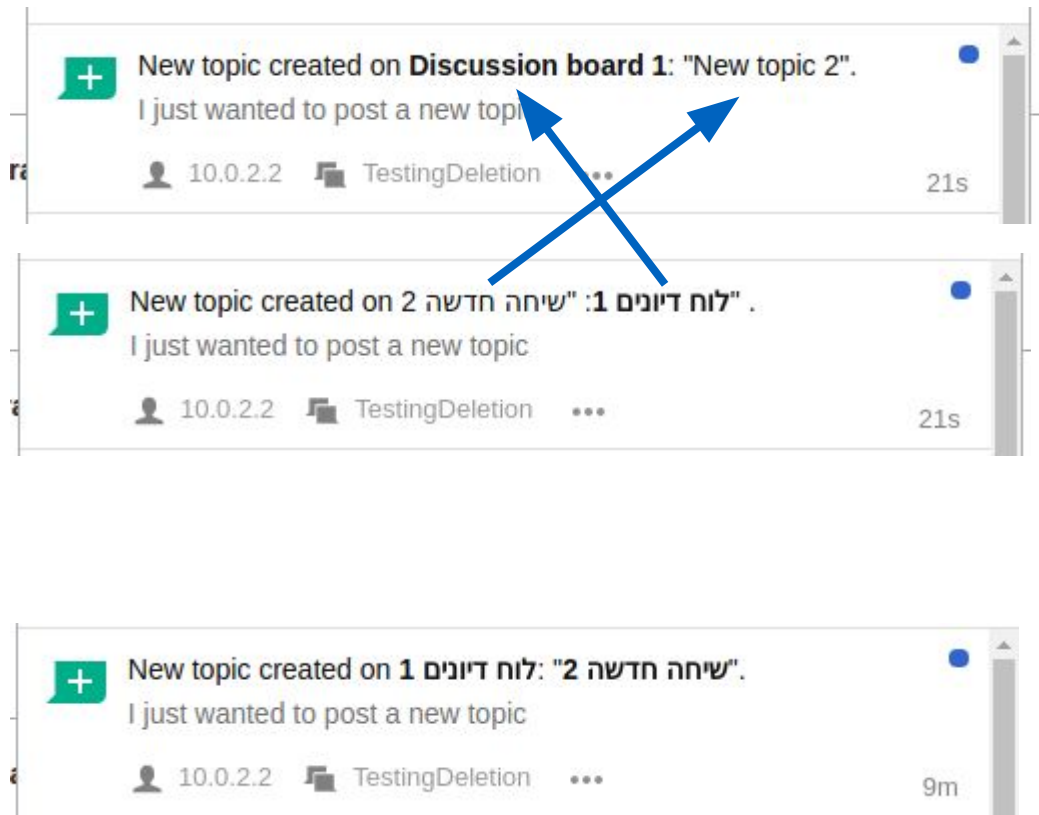 New topic created on Discussion board 1: "New topic 2".
I just wanted to post a new topic
10.0.2.2 TestingDeletion •••
21s
New topic created on לוח דיונים 1: "שיחה חדשה 2".
I just wanted to post a new topic
10.0.2.2 TestingDeletion •••
21s
New topic created on לוח דיונים 1: "שיחה חדשה 2".
I just wanted to post a new topic
10.0.2.2 TestingDeletion •••
9m